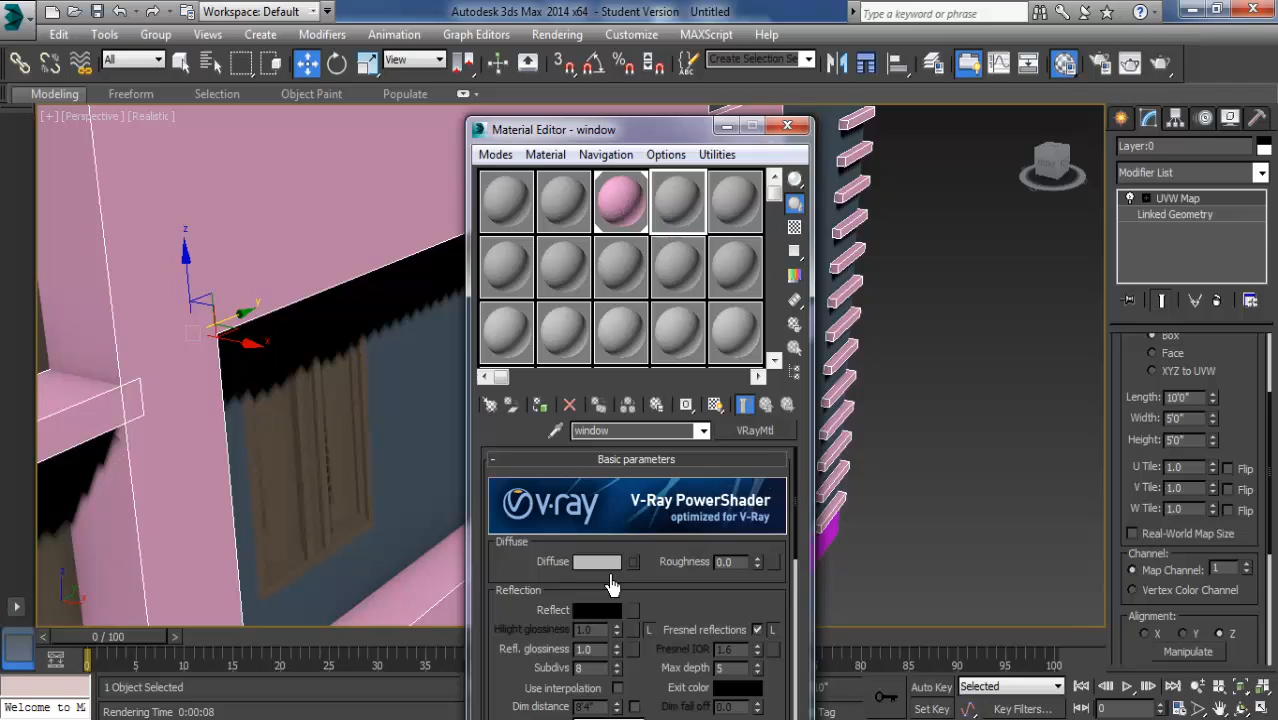 Workspace: Default
Autodesk 3ds Max 2014 x64 - Student Version Untitled
Type a keyword or phrase
Edit Tools Group Views Create Modifiers Animation Graph Editors Rendering Customize MAXScript Help
All
View
Create Selection Se
Modeling Freeform Selection Object Paint Populate
[+] [Perspective] [Realistic]
Material Editor - window
Modes Material Navigation Options Utilities
window
VRayMtl
Basic parameters
v-ray
V-Ray PowerShader
optimized for V-Ray
Diffuse
Diffuse
Roughness 0.0
Reflection
Reflect
Hilight glossiness 1.0 L Fresnel reflections L
Refl. glossiness 1.0 Fresnel IOR 1.6
Subdivs 8 Max depth 5
Use interpolation Exit color
Dim distance 8'4" Dim fall off 0.0
Layer:0
Modifier List
UVW Map
Linked Geometry
Box
Face
XYZ to UVW
Length: 10'0"
Width: 5'0"
Height: 5'0"
U Tile: 1.0 Flip
V Tile: 1.0 Flip
W Tile: 1.0 Flip
Real-World Map Size
Channel:
Map Channel: 1
Vertex Color Channel
Alignment:
X Y Z
Manipulate
z
y
x
z
0 / 100
0 5 10 15 20 25 30 35
85 90 95 100
1 Object Selected
Welcome to M
Rendering Time 0:00:08
Tag
Auto Key
Selected
Set Key
Key Filters...
0